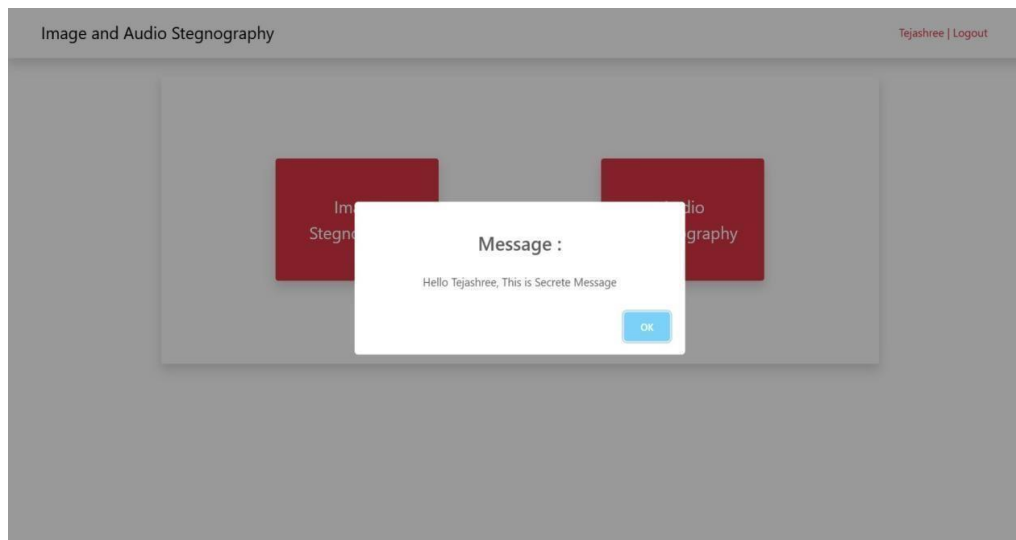 Image and Audio Stegnography
Tejashree | Logout
Message :
Hello Tejashree, This is Secrete Message
OK